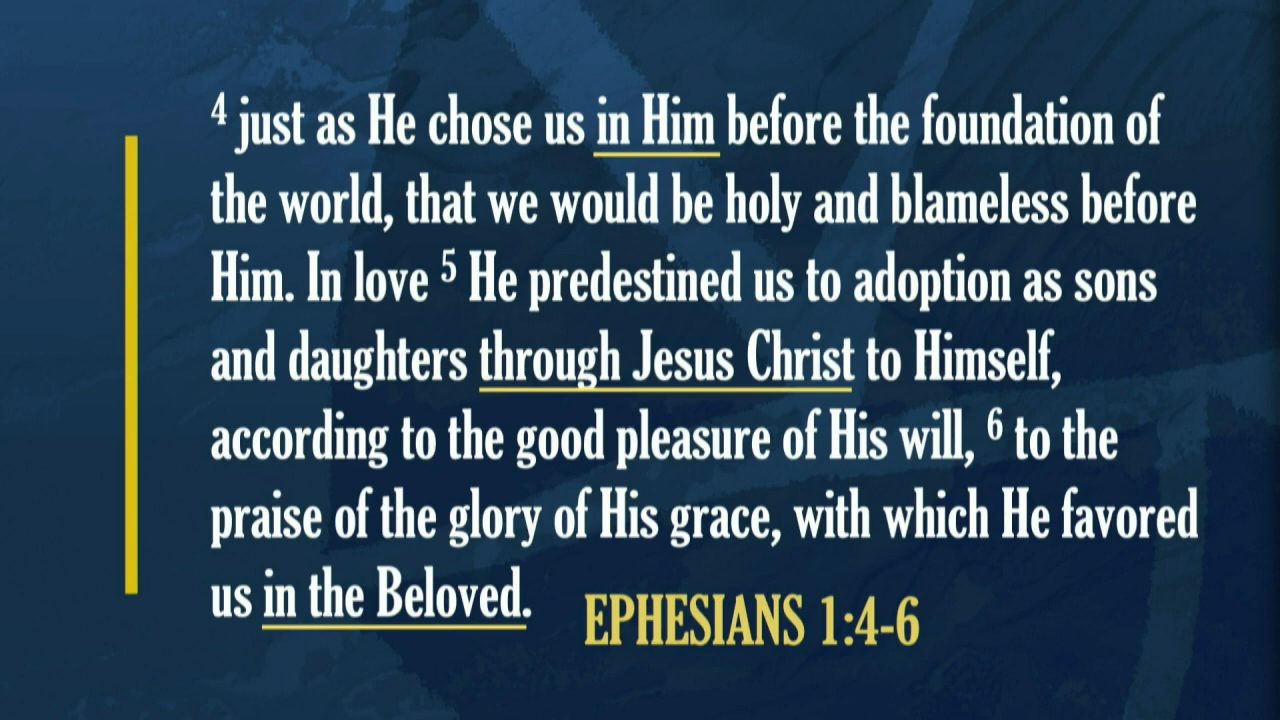 4 just as He chose us in Him before the foundation of
the world, that we would be holy and blameless before
Him. In love 5 He predestined us to adoption as sons
and daughters through Jesus Christ to Himself,
according to the good pleasure of His will, 6 to the
praise of the glory of His grace, with which He favored
us in the Beloved.
EPHESIANS 1:4-6